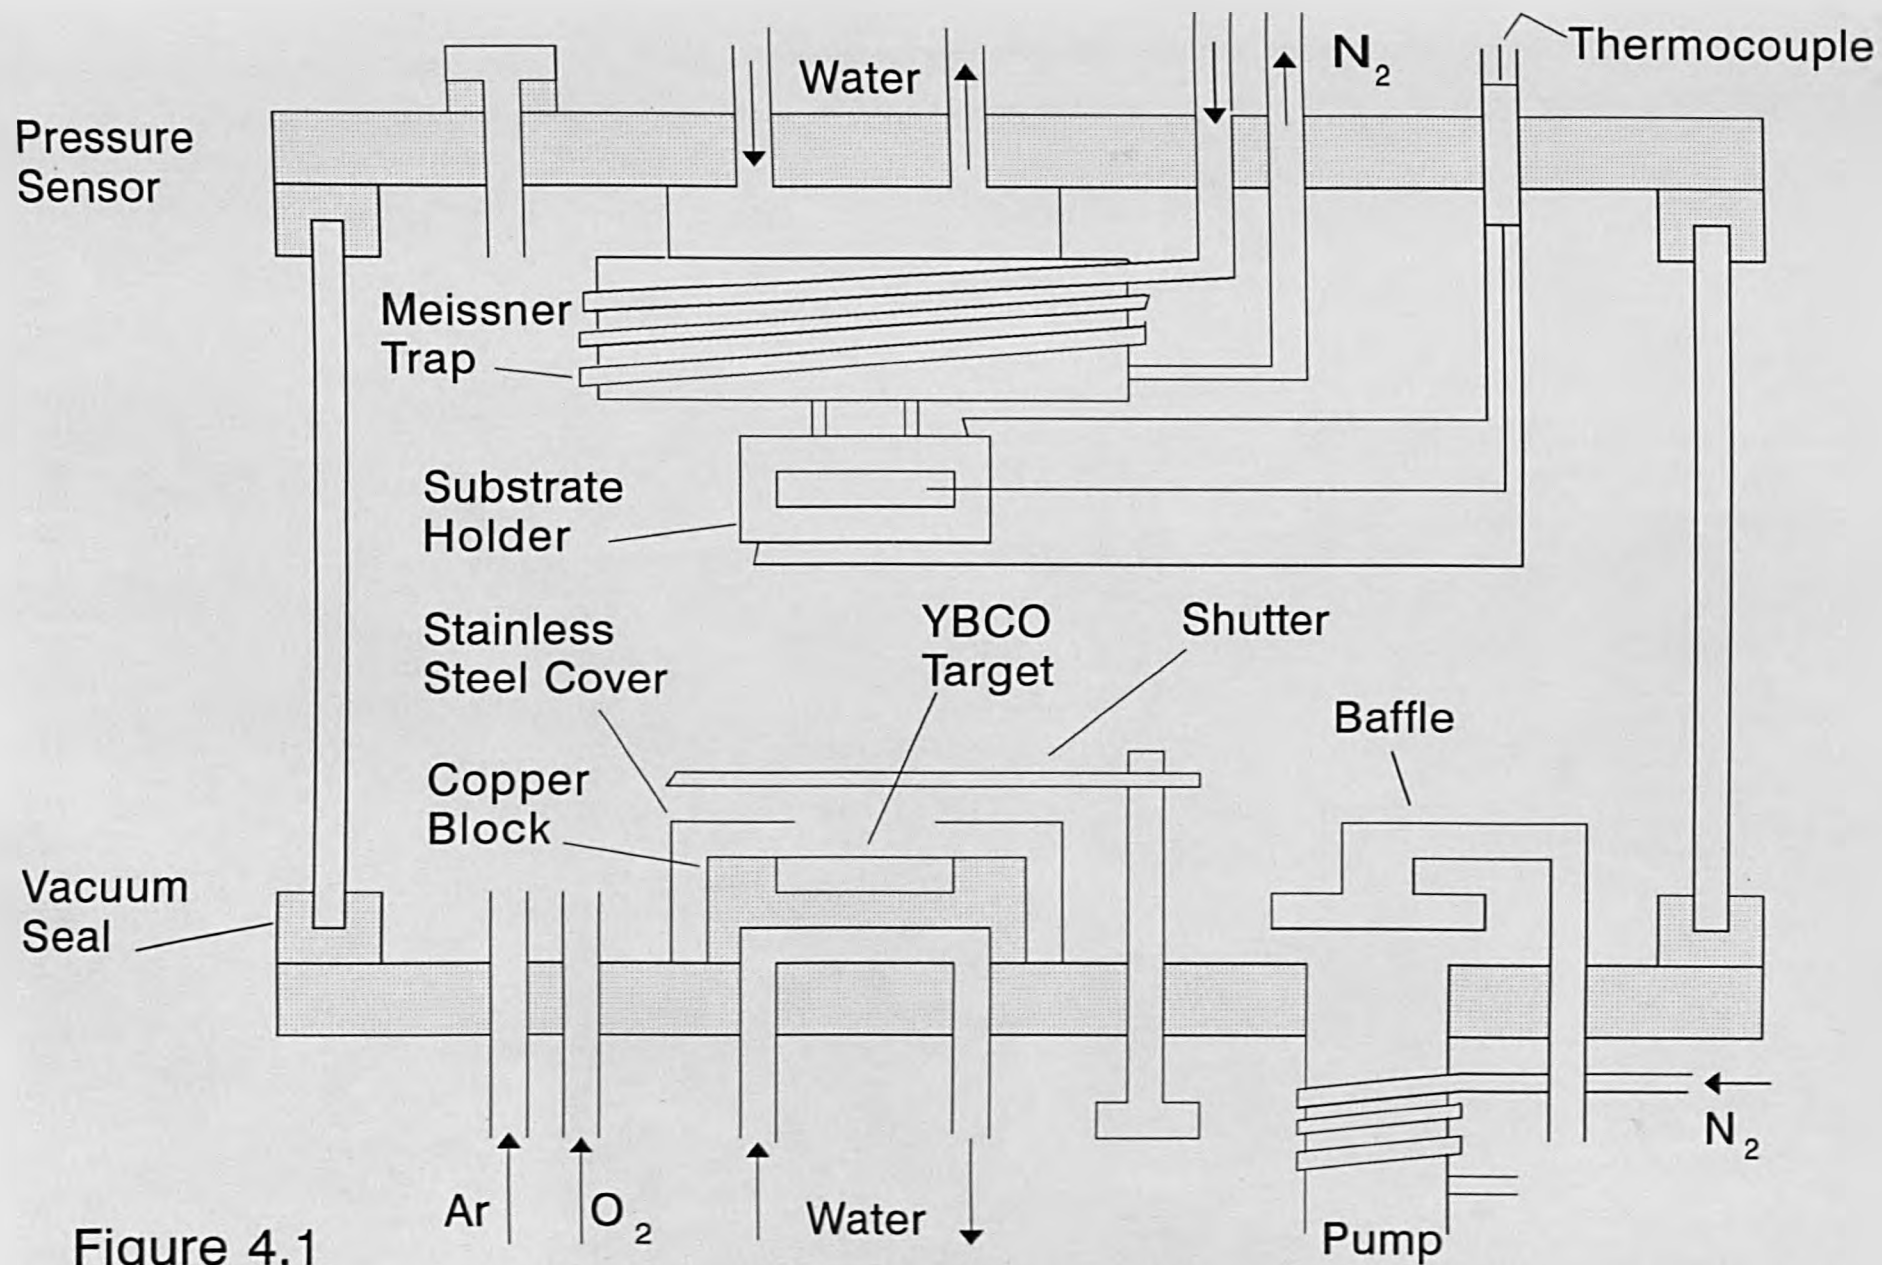 Water
N2
Thermocouple
Pressure
Sensor
Meissner
Trap
Substrate
Holder
Stainless
Steel Cover
YBCO
Target
Shutter
Baffle
Copper
Block
Vacuum
Seal
N2
Ar
O2
Water
Pump
Figure 4.1